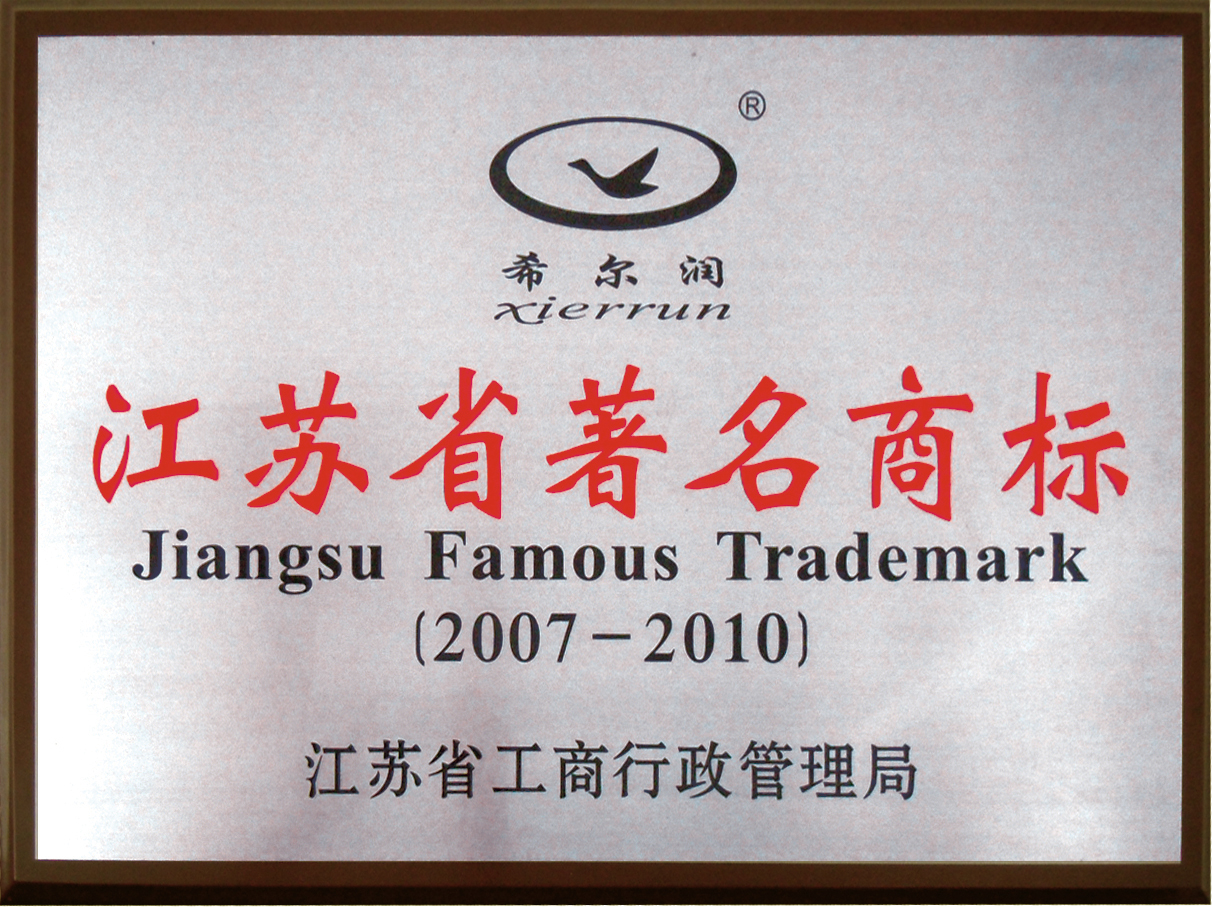 ®
希尔润
xierrun
江苏省著名商标
Jiangsu Famous Trademark
(2007-2010)
江苏省工商行政管理局